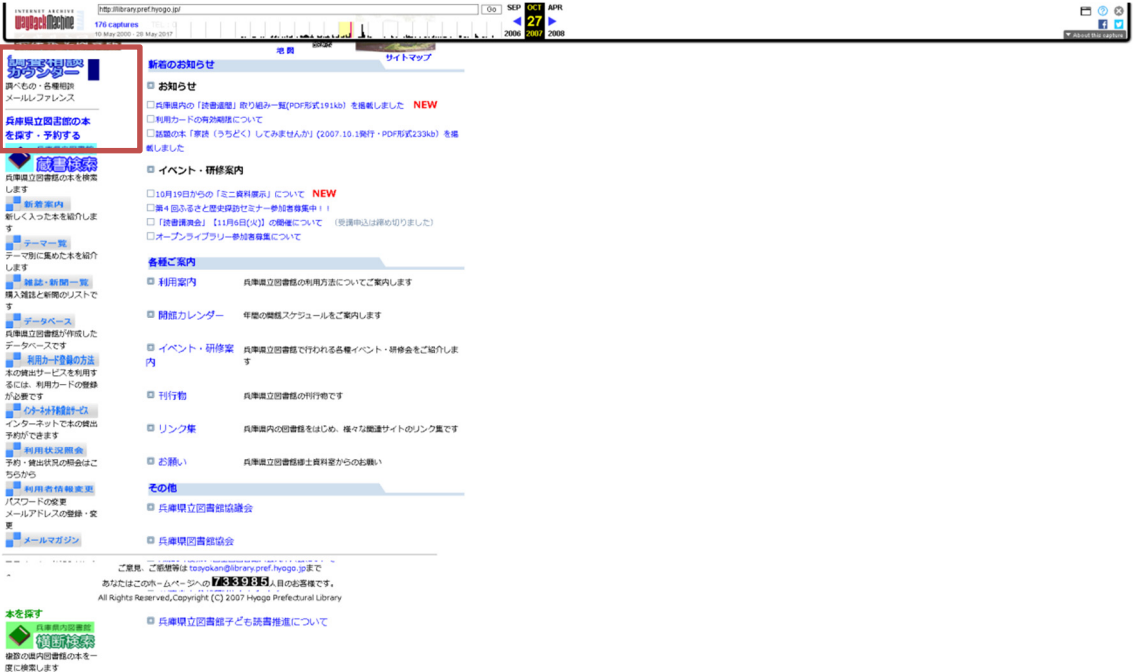 INTERNET ARCHIVE
WayBackMachine
http://library.pref.hyogo.jp/
Go
SEP OCT APR
27
2006 2007 2008
176 captures
10 May 2000 - 26 May 2017
About this capture
カウンター
調べもの・各種相談
メールレファレンス
兵庫県立図書館の本
を探す・予約する
蔵書検索
兵庫県立図書館の本を検索
します
新着案内
新しく入った本を紹介しま
す
テーマ一覧
テーマ別に集めた本を紹介
します
雑誌・新聞一覧
購入雑誌と新聞のリストで
す
データベース
兵庫県立図書館が作成した
データベースです
利用カード登録の方法
本の貸出サービスを利用す
るには、利用カードの登録
が必要です
インターネット予約貸出サービス
インターネットで本の貸出
予約ができます
利用状況照会
予約・貸出状況の照会はこ
ちらから
利用者情報変更
パスワードの変更
メールアドレスの登録・変
更
メールマガジン
本を探す
兵庫県内図書館
横断検索
複数の県内図書館の本を一
度に検索します
地図
サイトマップ
新着のお知らせ
お知らせ
兵庫県内の「読書週間」取り組み一覧(PDF形式191kb）を掲載しました NEW
利用カードの有効期限について
話題の本「家読（うちどく）してみませんか」(2007.10.1発行・PDF形式233kb）を掲
載しました
イベント・研修案内
10月19日からの「ミニ資料展示」について NEW
第4回ふるさと歴史探訪セミナー参加者募集中！！
「読書講演会」【11月6日(火)】の開催について （受講申込は締め切りました）
オープンライブラリー参加者募集について
各種ご案内
利用案内 兵庫県立図書館の利用方法についてご案内します
開館カレンダー 年間の開館スケジュールをご案内します
イベント・研修案
内
兵庫県立図書館で行われる各種イベント・研修会をご紹介しま
す
刊行物 兵庫県立図書館の刊行物です
リンク集 兵庫県内の図書館をはじめ、様々な関連サイトのリンク集です
お願い 兵庫県立図書館郷土資料室からのお願い
その他
兵庫県立図書館協議会
兵庫県図書館協会
ご意見、ご感想等は tosyokan@library.pref.hyogo.jpまで
あなたはこのホームページへの 733985 人目のお客様です。
All Rights Reserved,Copyright (C) 2007 Hyogo Prefectural Library
兵庫県立図書館子ども読書推進について